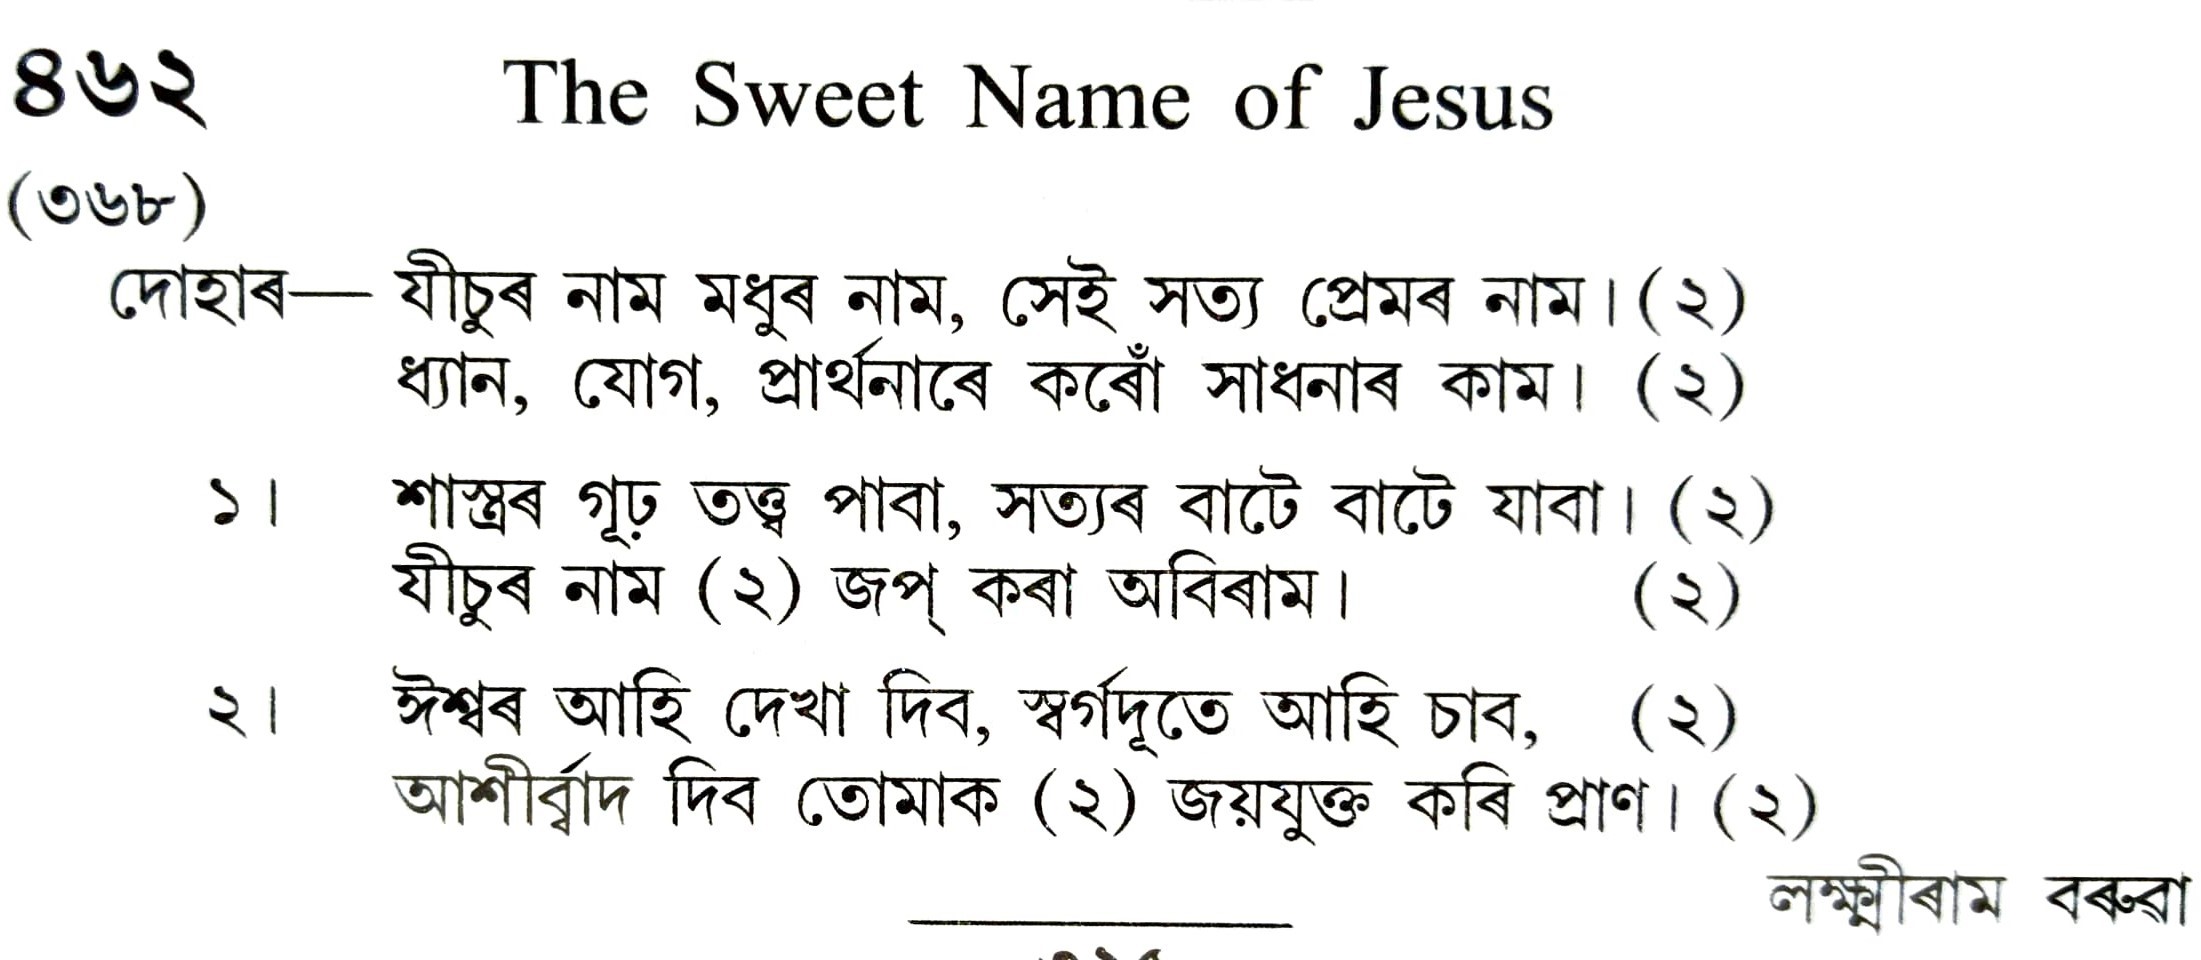 ৪৬২ The Sweet Name of Jesus
(৩৬৮)
দোহাৰ— যীচুৰ নাম মধুৰ নাম, সেই সত্য প্ৰেমৰ নাম। (২)
ধ্যান, যোগ, প্ৰাৰ্থনাৰে কৰোঁ সাধনাৰ কাম। (২)
১। শাস্ত্ৰৰ গূঢ় তত্ত্ব পাবা, সত্যৰ বাটে বাটে যাবা। (২)
যীচুৰ নাম (২) জপ্ কৰা অবিৰাম। (২)
২। ঈশ্বৰ আহি দেখা দিব, স্বৰ্গদূতে আহি চাব, (২)
আশীৰ্ব্বাদ দিব তোমাক (২) জয়যুক্ত কৰি প্ৰাণ। (২)
লক্ষ্মীৰাম বৰুৱা